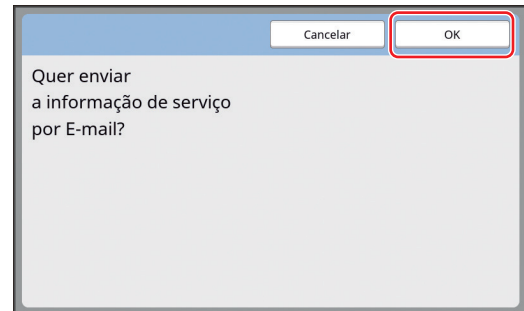 Cancelar
OK
Quer enviar
a informação de serviço
por E-mail?